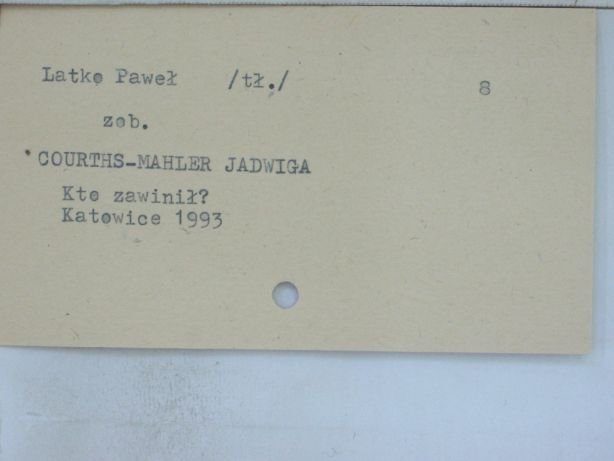 Latko Paweł /tł./ 8
zob.
COURTHS-MAHLER JADWIGA
Kto zawinił?
Katowice 1993